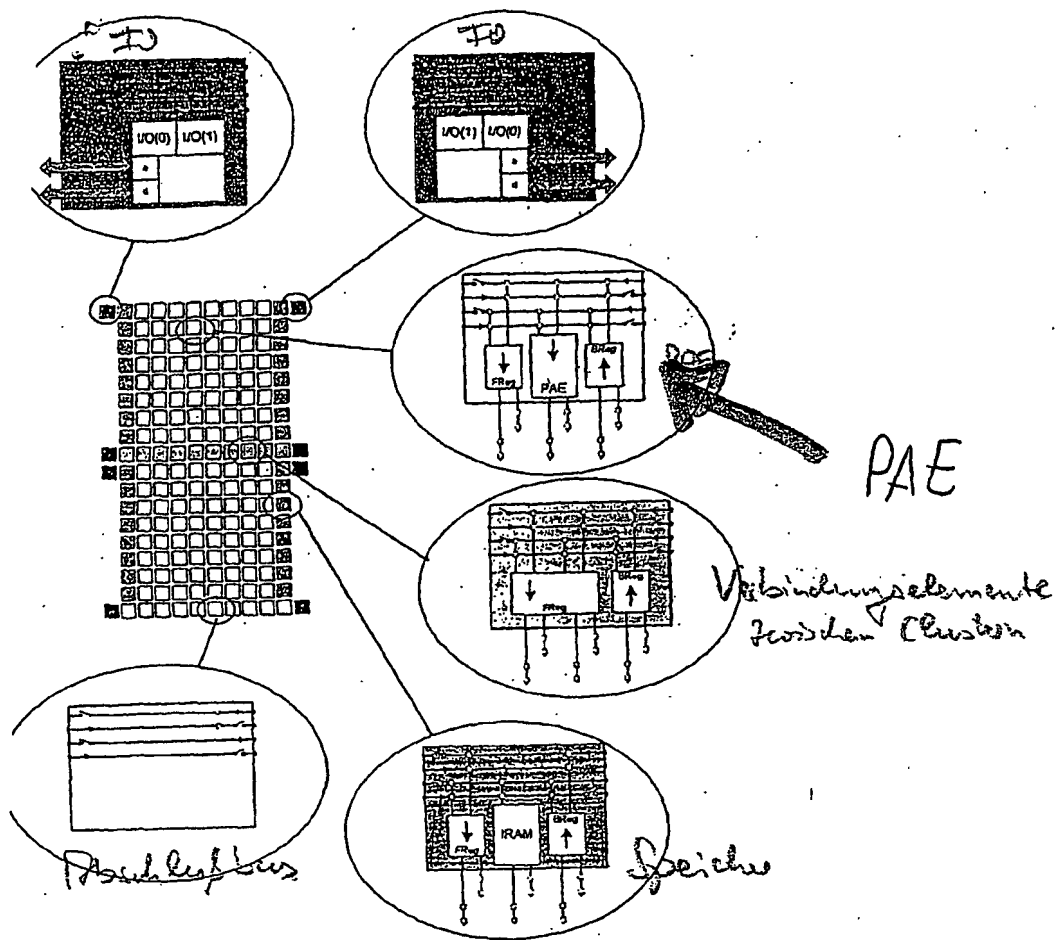 IO
IO
I/O(0) I/O(1)
I/O(1) I/O(0)
FReg
PAE
BReg
PAE
FReg
BReg
Verbindungselemente
zwischen Clustern
FReg
IRAM
BReg
Abschlußbus
Speicher